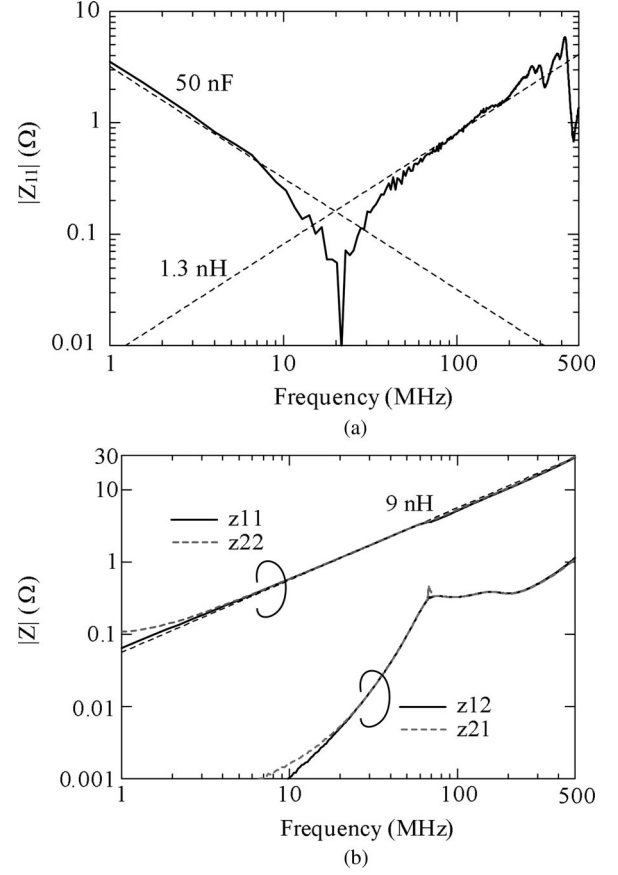 10
50 nF
1
|Z11| (Ω)
0.1
1.3 nH
0.01
1 10 100 500
Frequency (MHz)
(a)
30
10
9 nH
z11
z22
1
|Z| (Ω)
0.1
0.01
z12
z21
0.001
1 10 100 500
Frequency (MHz)
(b)